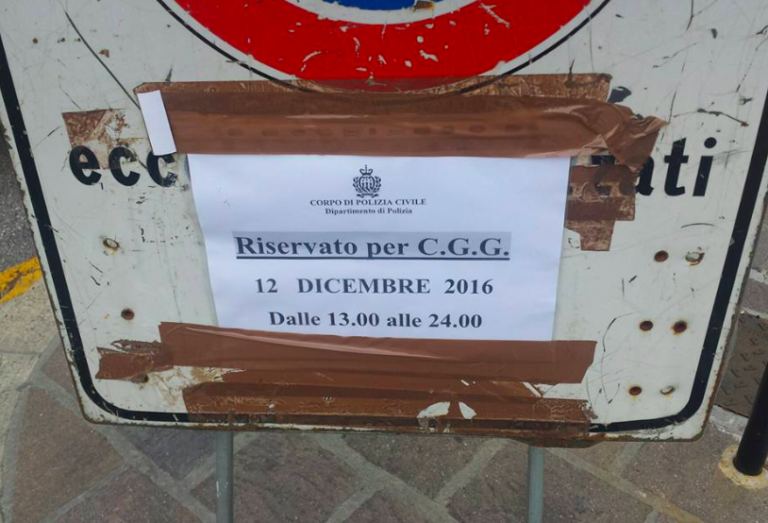 ecc ati
CORPO DI POLIZIA CIVILE
Dipartimento di Polizia
Riservato per C.G.G.
12 DICEMBRE 2016
Dalle 13.00 alle 24.00